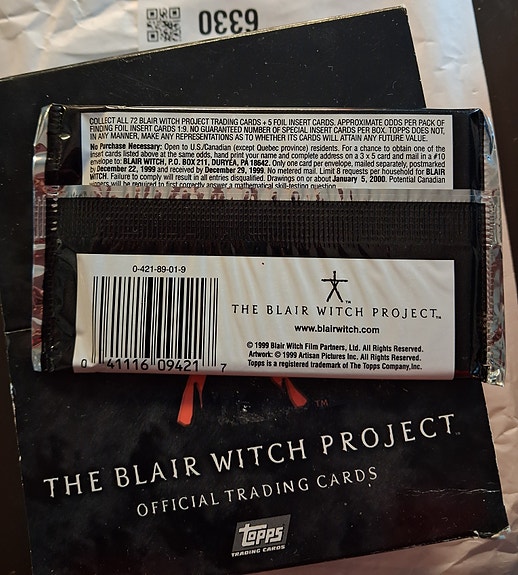 6330
COLLECT ALL 72 BLAIR WITCH PROJECT TRADING CARDS + 5 FOIL INSERT CARDS. APPROXIMATE ODDS PER PACK OF
FINDING FOIL INSERT CARDS 1:9. NO GUARANTEED NUMBER OF SPECIAL INSERT CARDS PER BOX. TOPPS DOES NOT,
IN ANY MANNER, MAKE ANY REPRESENTATIONS AS TO WHETHER ITS CARDS WILL ATTAIN ANY FUTURE VALUE.
No Purchase Necessary: Open to U.S./Canadian (except Quebec province) residents. For a chance to obtain one of the
insert cards listed above at the same odds, hand print your name and complete address on a 3 x 5 card and mail in a #10
envelope to: BLAIR WITCH, P.O. BOX 211, DURYEA, PA 18642. Only one card per envelope, mailed separately, postmarked
by December 22, 1999 and received by December 29, 1999. No metered mail. Limit 8 requests per household for BLAIR
WITCH. Failure to comply will result in all entries disqualified. Drawings on or about January 5, 2000. Potential Canadian
winners will be required to first correctly answer a mathematical skill-testing question
0-421-89-01-9
0 41116 09421 7
TM
THE BLAIR WITCH PROJECT™
www.blairwitch.com
© 1999 Blair Witch Film Partners, Ltd. All Rights Reserved.
Artwork: © 1999 Artisan Pictures Inc. All Rights Reserved.
Topps is a registered trademark of The Topps Company, Inc.
TM
THE BLAIR WITCH PROJECT™
OFFICIAL TRADING CARDS
Topps
TRADING CARDS